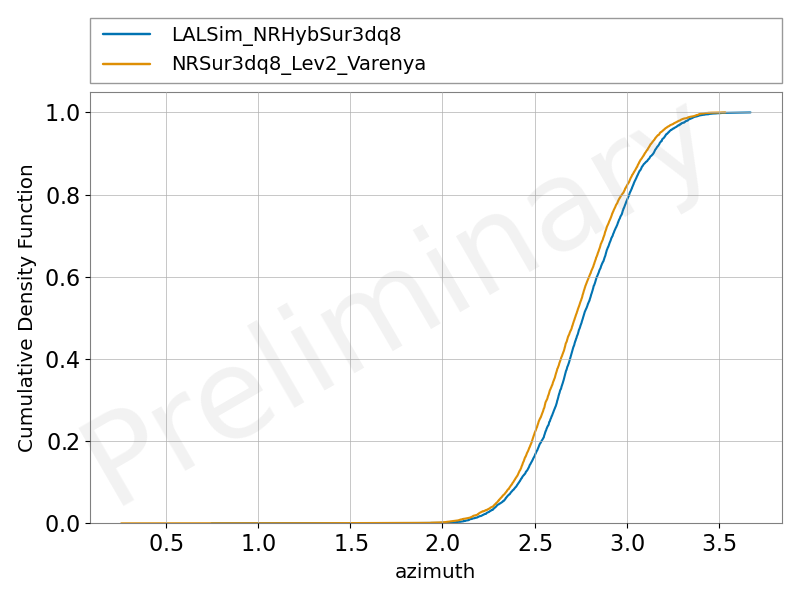 LALSim_NRHybSur3dq8
NRSur3dq8_Lev2_Varenya
1.0
0.8
0.6
0.4
0.2
0.0
Cumulative Density Function
Preliminary
0.5 1.0 1.5 2.0 2.5 3.0 3.5
azimuth